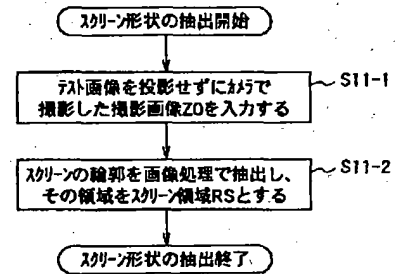 スクリーン形状の抽出開始
テスト画像を投影せずにカメラで
撮影した撮影画像Z0を入力する
S11-1
スクリーンの輪郭を画像処理で抽出し、
その領域をスクリーン領域RSとする
S11-2
スクリーン形状の抽出終了